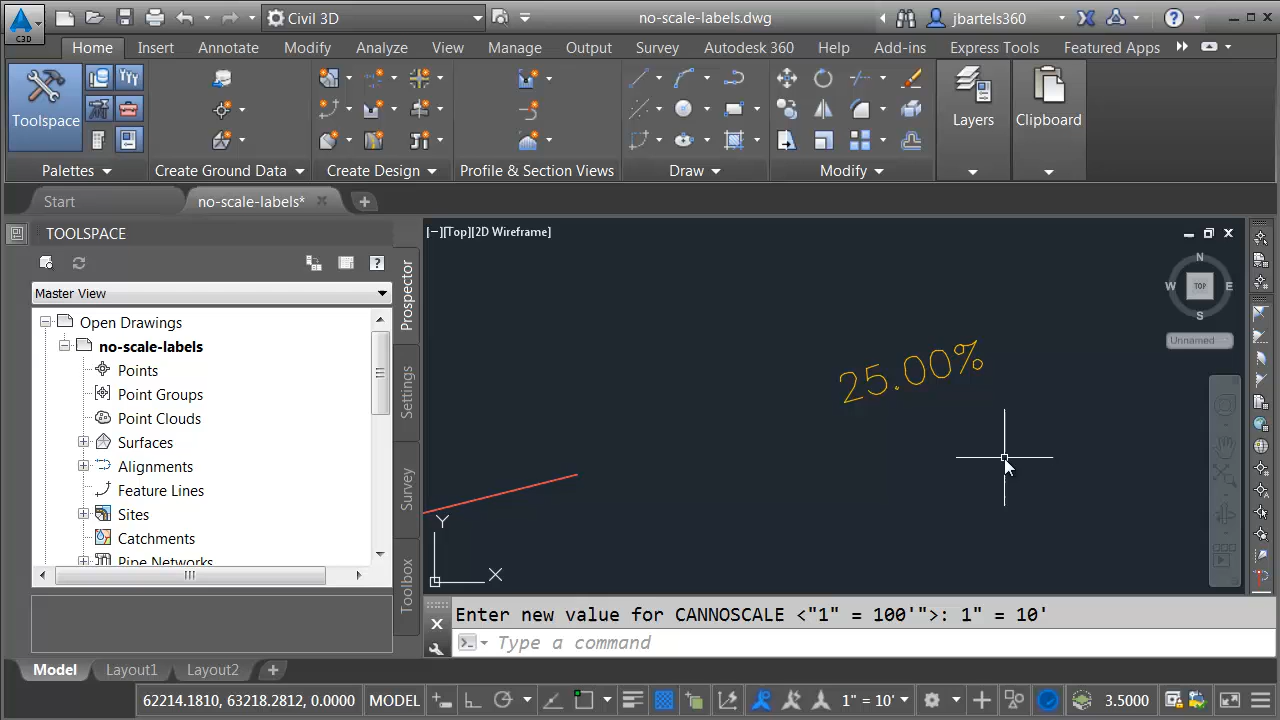 C3D
Civil 3D
no-scale-labels.dwg
jbartels360
Home Insert Annotate Modify Analyze View Manage Output Survey Autodesk 360 Help Add-ins Express Tools Featured Apps
Toolspace
Layers
Clipboard
Palettes Create Ground Data Create Design Profile & Section Views Draw Modify
Start no-scale-labels*
TOOLSPACE
Master View
Open Drawings
no-scale-labels
Points
Point Groups
Point Clouds
Surfaces
Alignments
Feature Lines
Sites
Catchments
Pipe Networks
Prospector
Settings
Survey
Toolbox
[−][Top][2D Wireframe]
N
W TOP E
S
Unnamed
25.00%
Y
X
Enter new value for CANNOSCALE <"1" = 100'">: 1" = 10'
Type a command
Model Layout1 Layout2
62214.1810, 63218.2812, 0.0000 MODEL 1" = 10' 3.5000